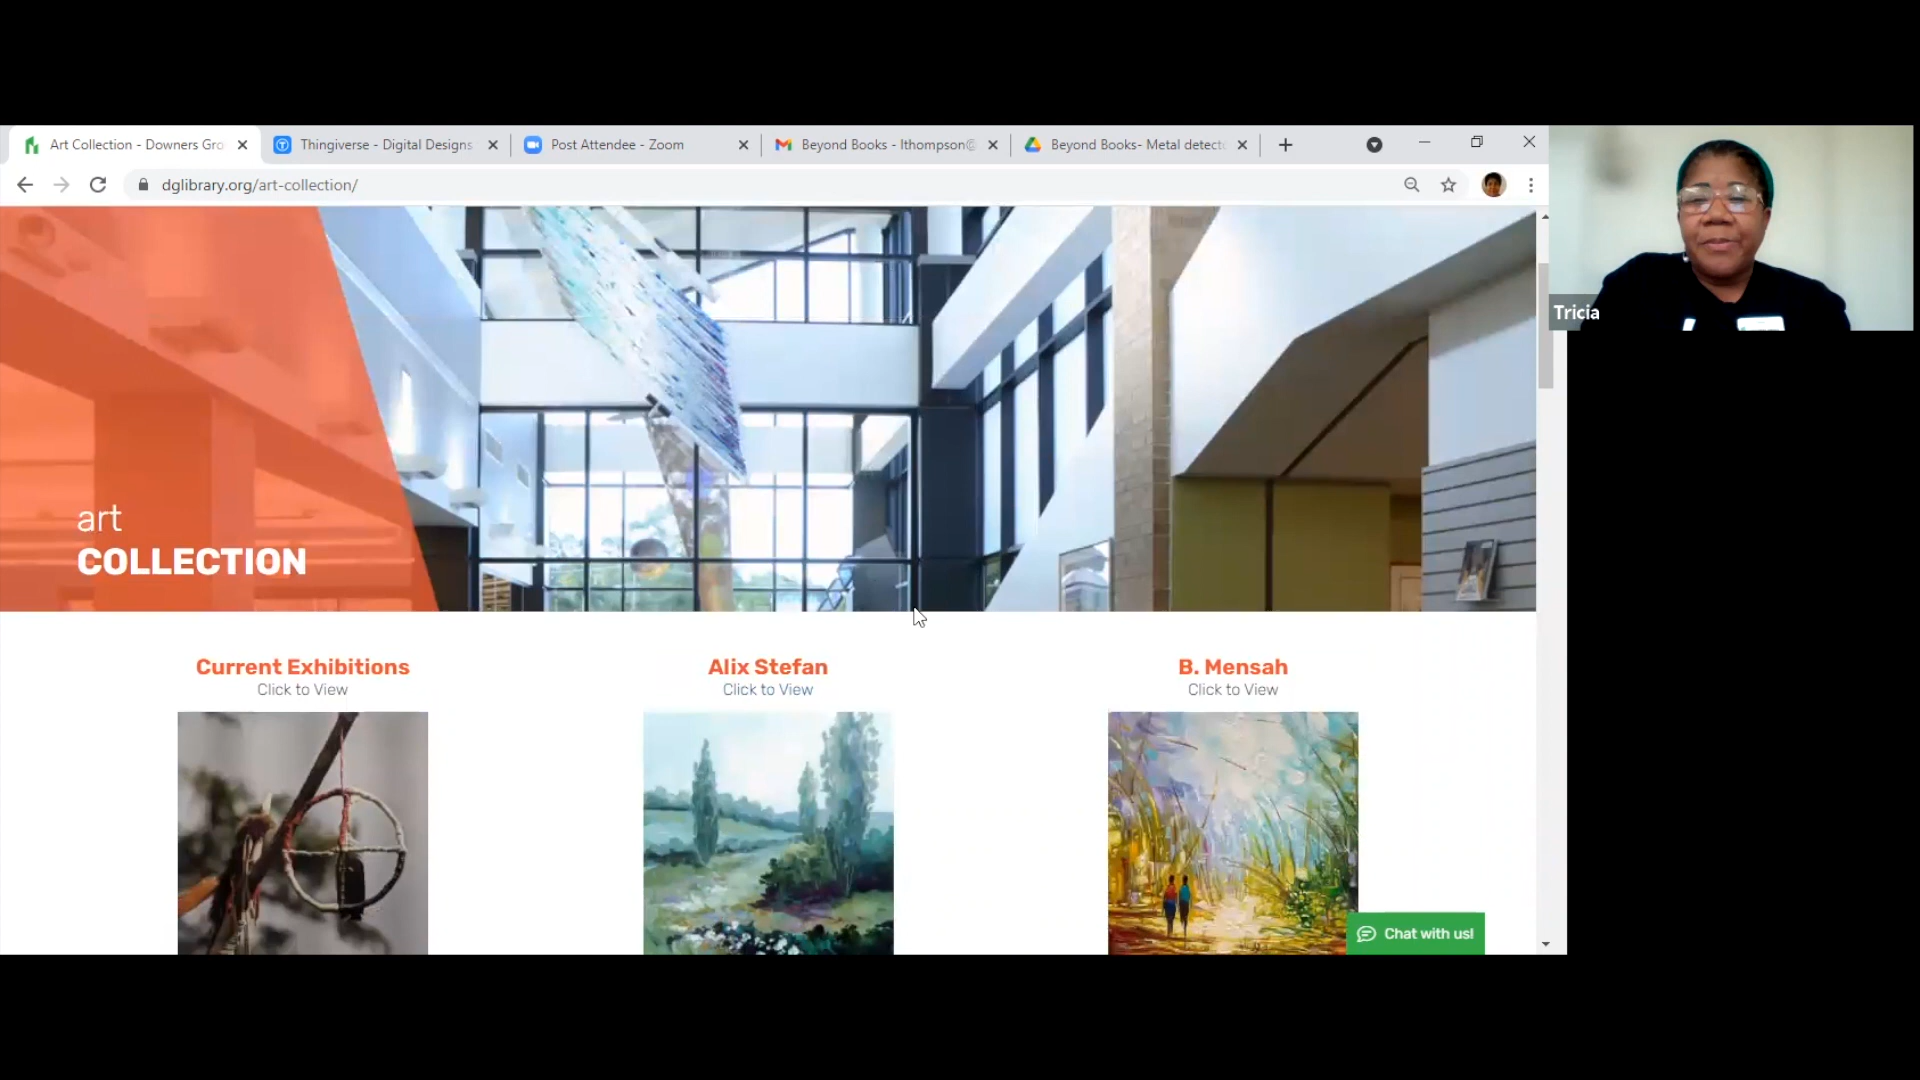 Art Collection - Downers Gro
Thingiverse - Digital Designs
Post Attendee - Zoom
Beyond Books - lthompson@
Beyond Books- Metal detect
dglibrary.org/art-collection/
Tricia
art
COLLECTION
Current Exhibitions
Click to View
Alix Stefan
Click to View
B. Mensah
Click to View
Chat with us!